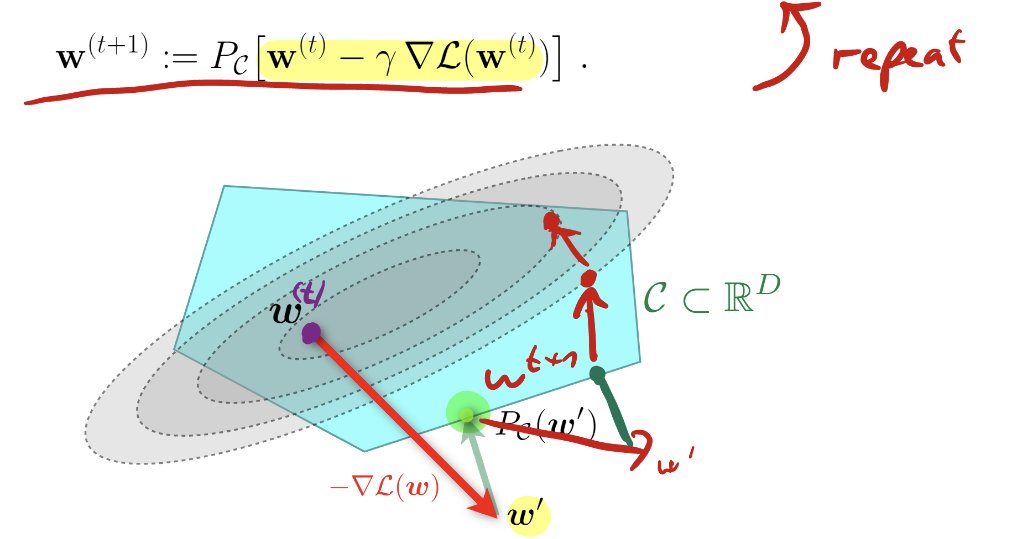 w^(t+1) := P_C[w^(t) − γ ∇L(w^(t))] .
repeat
w^(t)
C ⊂ ℝ^D
w^t+1
P_C(w′)
w'
−∇L(w)
w′